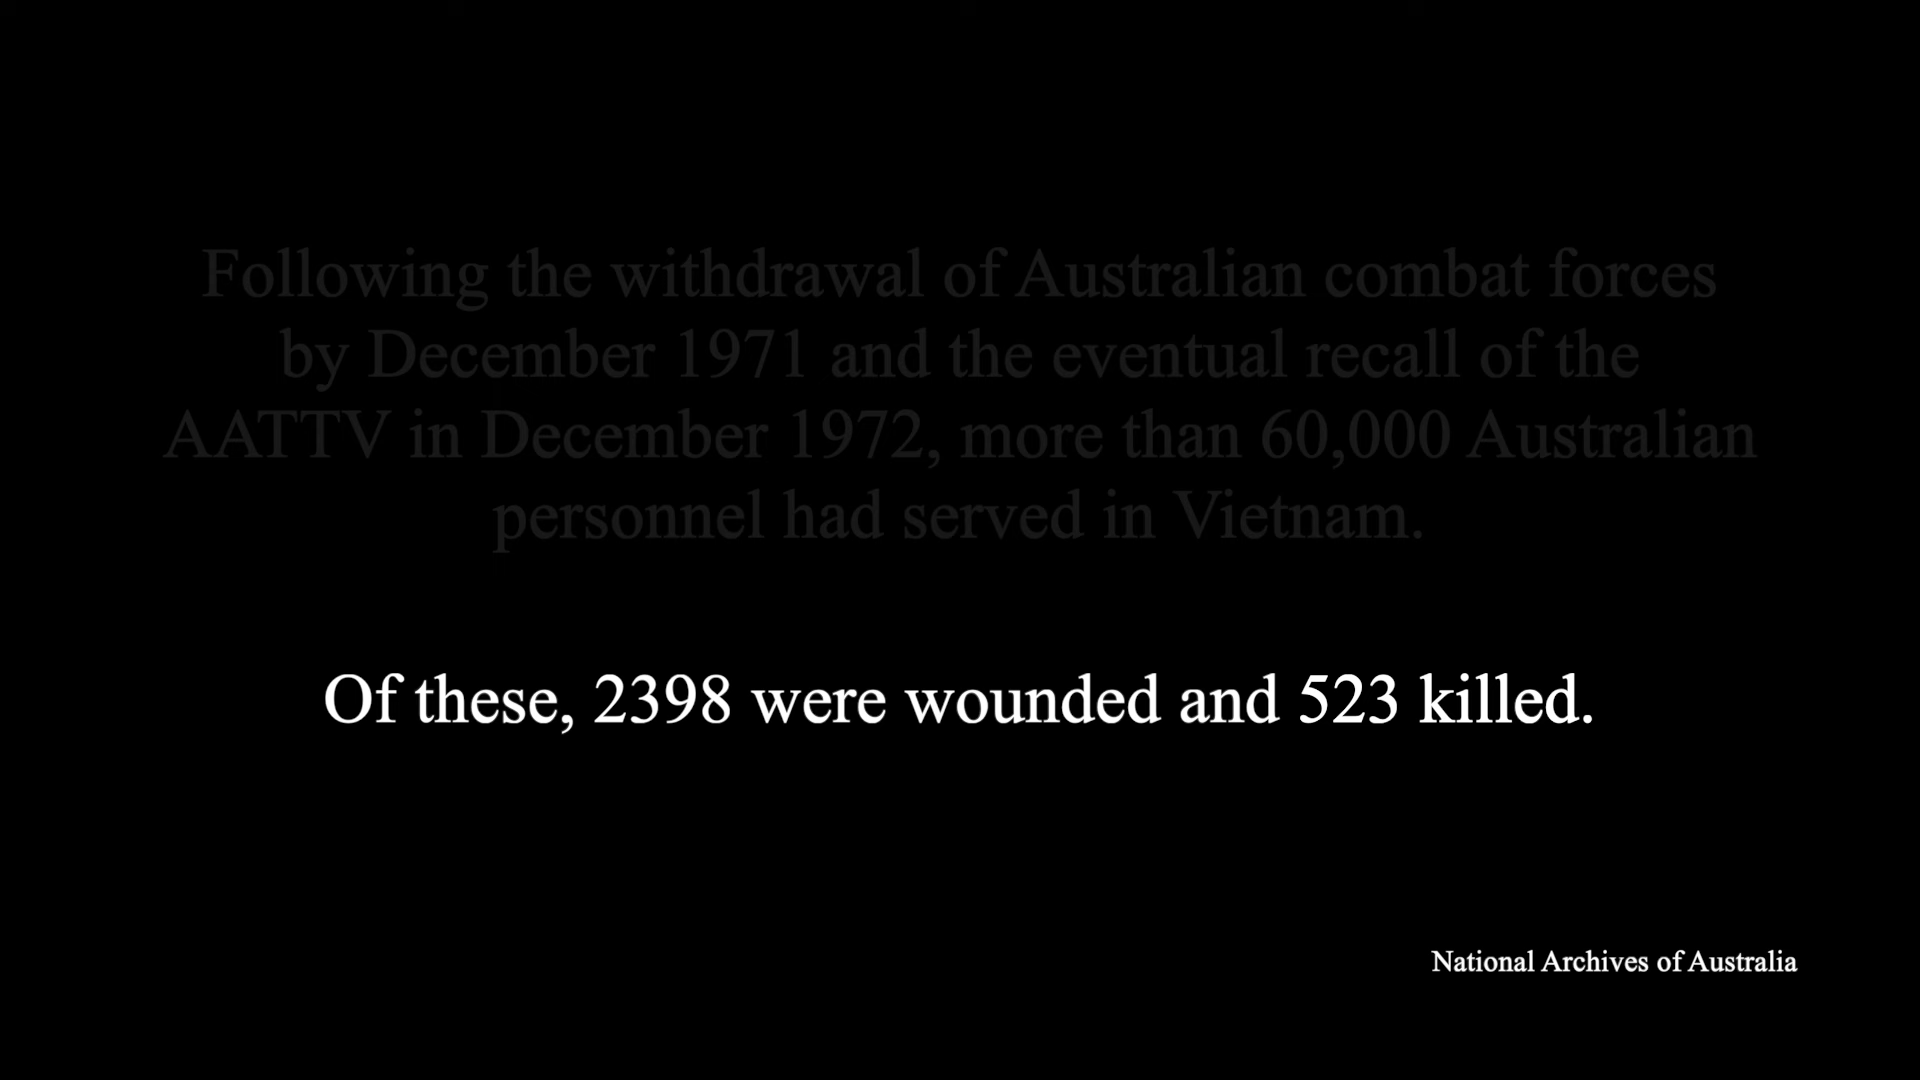 Following the withdrawal of Australian combat forces
by December 1971 and the eventual recall of the
AATTV in December 1972, more than 60,000 Australian
personnel had served in Vietnam.
Of these, 2398 were wounded and 523 killed.
National Archives of Australia